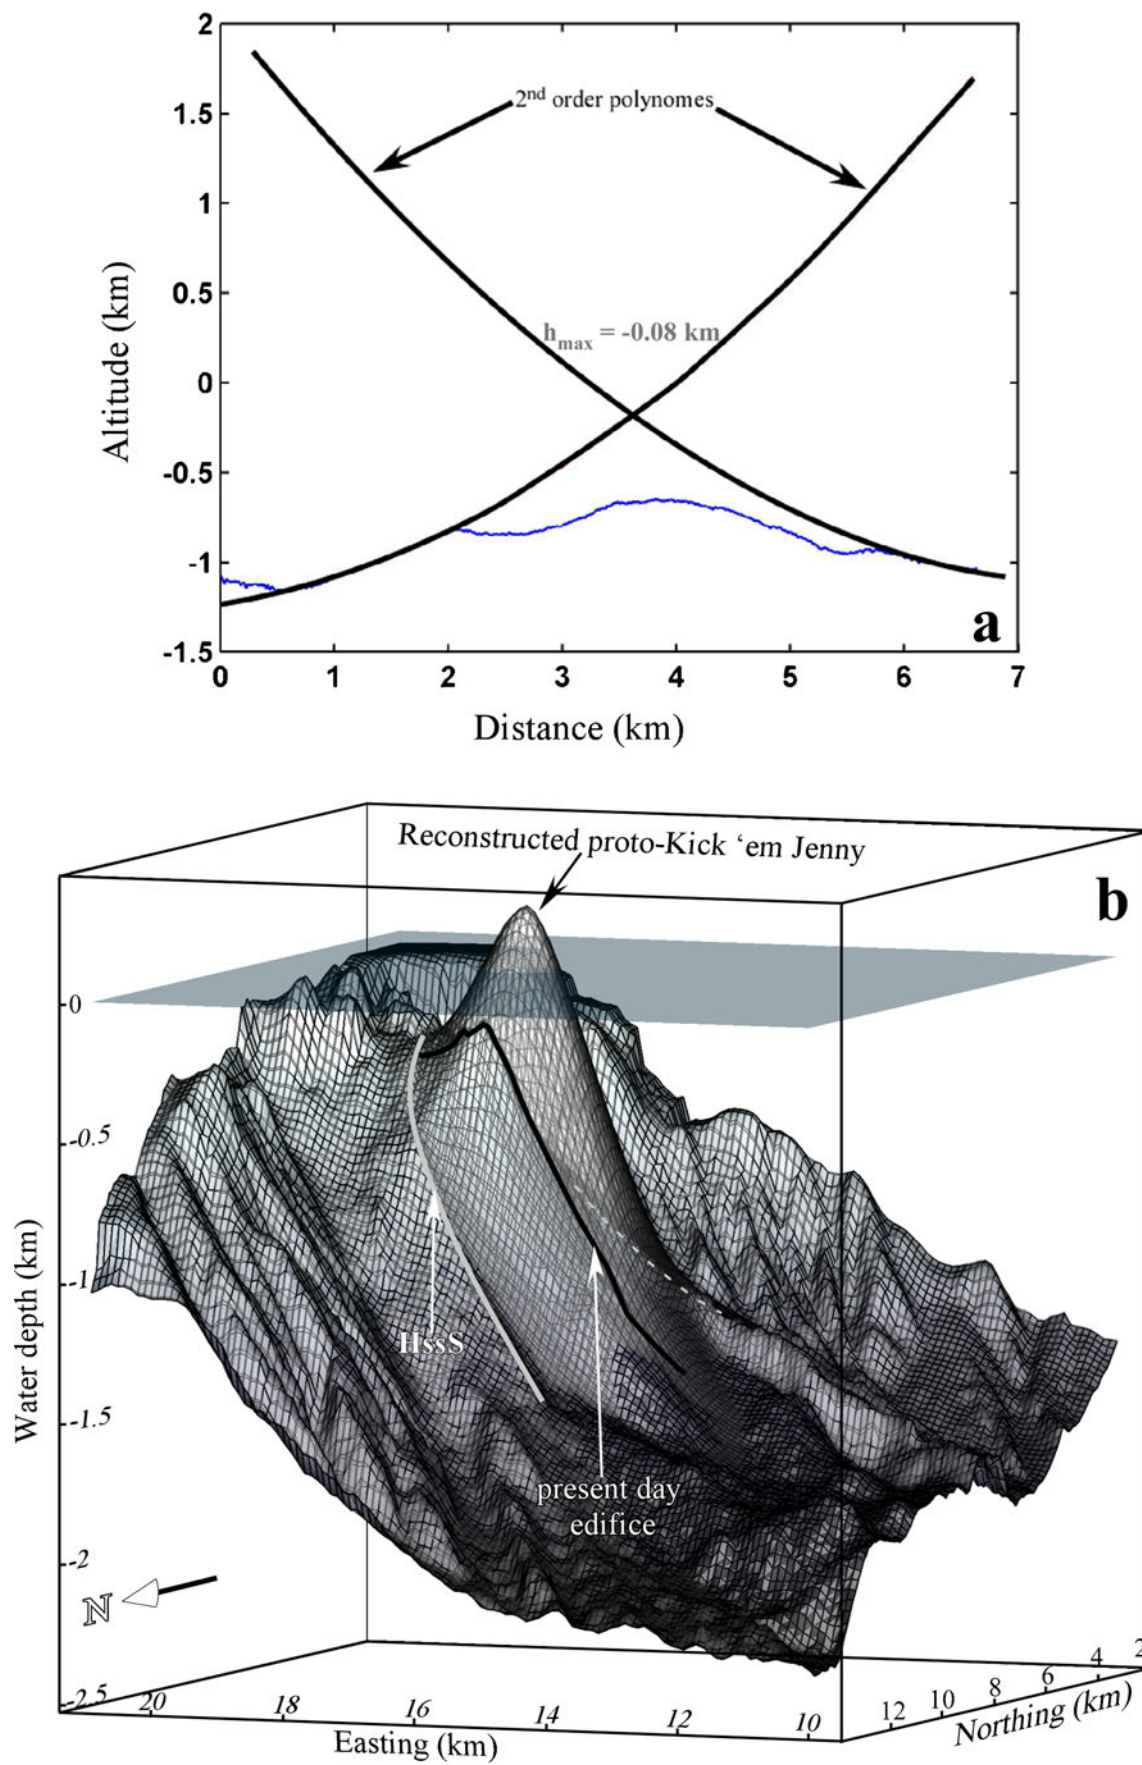 2
2nd order polynomes
1.5
1
0.5
hmax = -0.08 km
0
-0.5
-1
-1.5
0 1 2 3 4 5 6 7
Altitude (km)
Distance (km)
a
Reconstructed proto-Kick ‘em Jenny
b
0
-0.5
-1
-1.5
-2
-2.5
Water depth (km)
HssS
present day
edifice
N
20 18 16 14 12 10
Easting (km)
12 10 8 6 4 2
Northing (km)